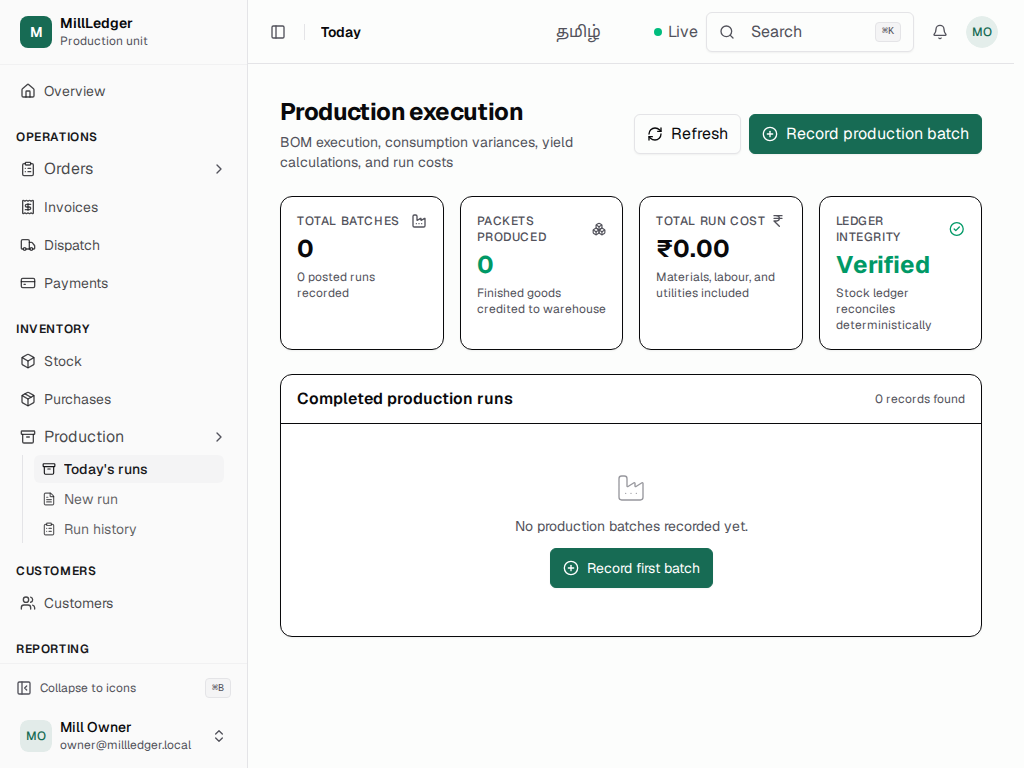 M
MillLedger
Production unit
Overview
OPERATIONS
Orders
Invoices
Dispatch
Payments
INVENTORY
Stock
Purchases
Production
Today's runs
New run
Run history
CUSTOMERS
Customers
REPORTING
Collapse to icons
⌘B
MO
Mill Owner
owner@millledger.local
Today
தமிழ்
Live
Search
⌘K
MO
Production execution
BOM execution, consumption variances, yield
calculations, and run costs
Refresh
Record production batch
TOTAL BATCHES
0
0 posted runs
recorded
PACKETS
PRODUCED
0
Finished goods
credited to warehouse
TOTAL RUN COST ₹
₹0.00
Materials, labour, and
utilities included
LEDGER
INTEGRITY
Verified
Stock ledger
reconciles
deterministically
Completed production runs
0 records found
No production batches recorded yet.
Record first batch